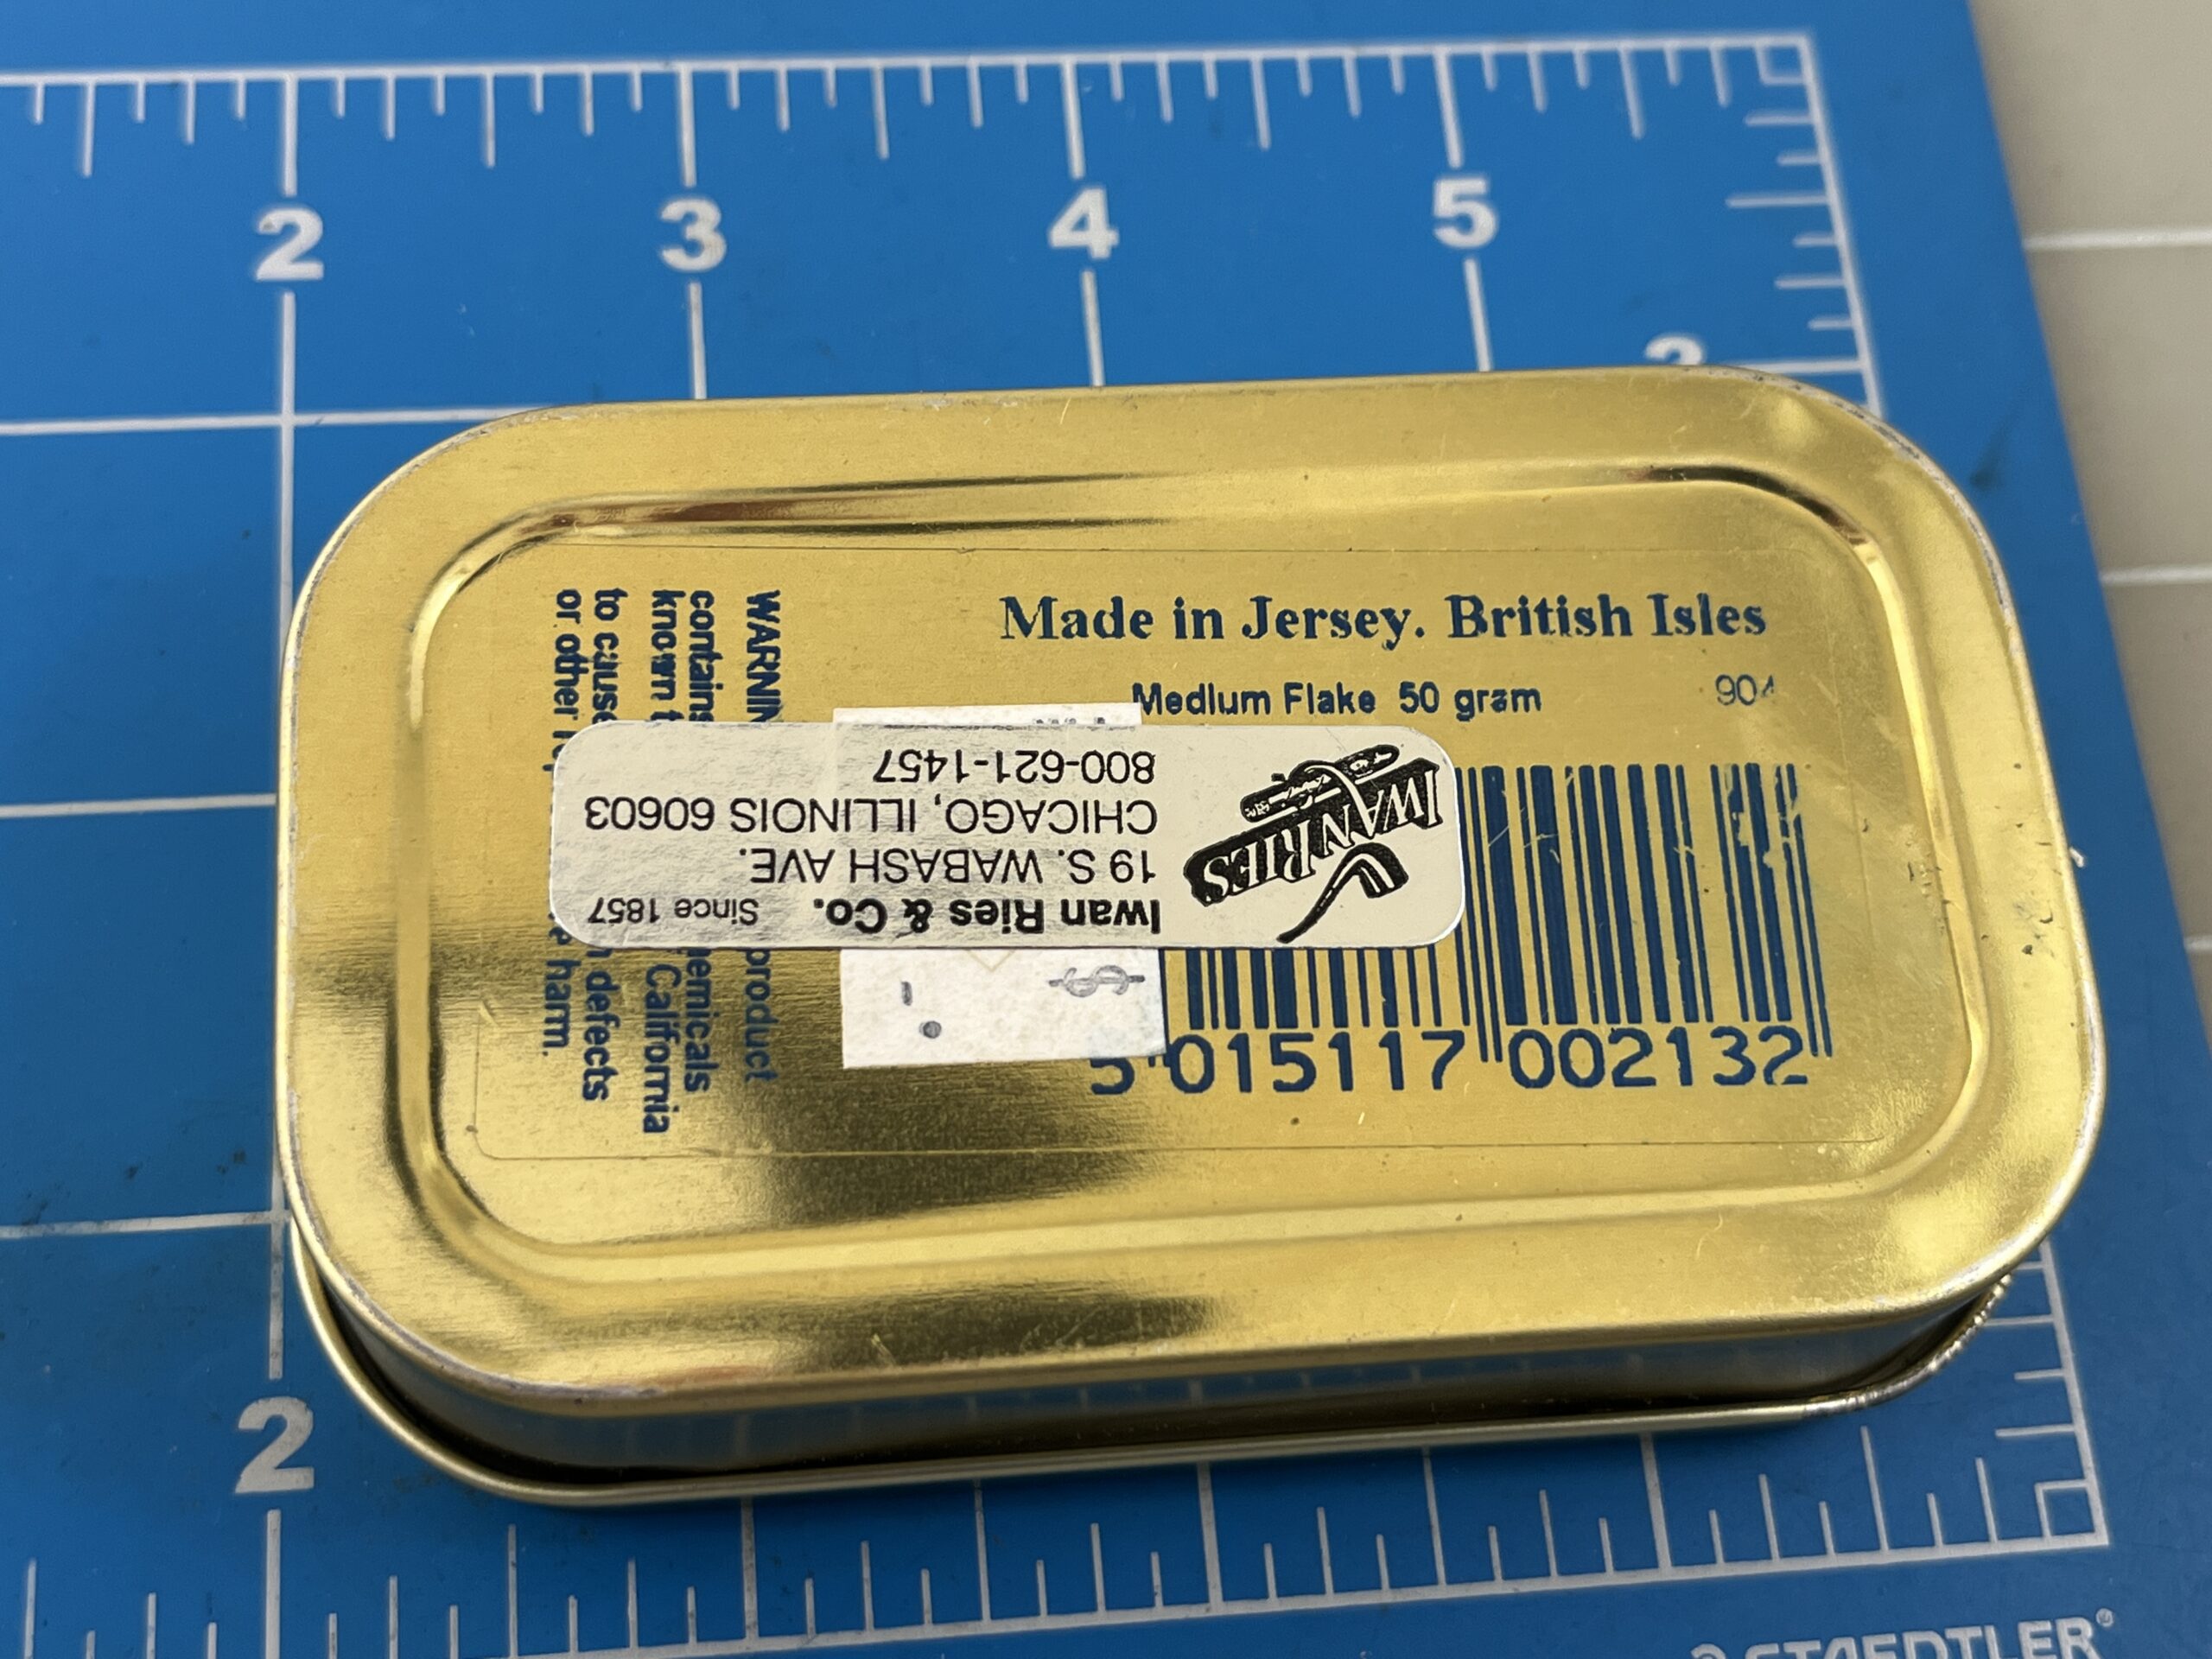 2 3 4 5
2
Made in Jersey. British Isles
Medium Flake 50 gram
904
WARNIN product
contains emicals
known t California
to cause defects
or other harm.
IWAN RIES
Iwan Ries & Co. Since 1857
19 S. WABASH AVE.
CHICAGO, ILLINOIS 60603
800-621-1457
$
5 015117 002132
2
STAEDTLER®